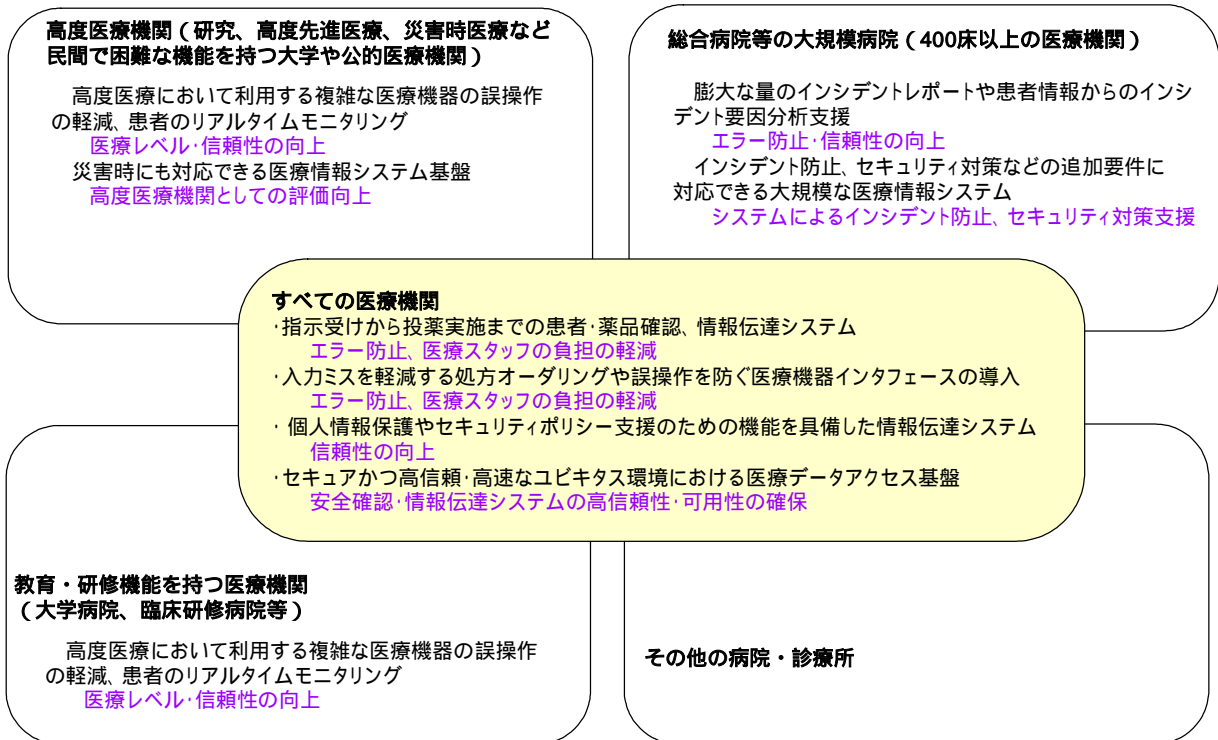 高度医療機関（研究、高度先進医療、災害時医療など
民間で困難な機能を持つ大学や公的医療機関）
高度医療において利用する複雑な医療機器の誤操作
の軽減、患者のリアルタイムモニタリング
医療レベル・信頼性の向上
災害時にも対応できる医療情報システム基盤
高度医療機関としての評価向上
総合病院等の大規模病院（400床以上の医療機関）
膨大な量のインシデントレポートや患者情報からのインシ
デント要因分析支援
エラー防止・信頼性の向上
インシデント防止、セキュリティ対策などの追加要件に
対応できる大規模な医療情報システム
システムによるインシデント防止、セキュリティ対策支援
すべての医療機関
・指示受けから投薬実施までの患者・薬品確認、情報伝達システム
エラー防止、医療スタッフの負担の軽減
・入力ミスを軽減する処方オーダリングや誤操作を防ぐ医療機器インタフェースの導入
エラー防止、医療スタッフの負担の軽減
・個人情報保護やセキュリティポリシー支援のための機能を具備した情報伝達システム
信頼性の向上
・セキュアかつ高信頼・高速なユビキタス環境における医療データアクセス基盤
安全確認・情報伝達システムの高信頼性・可用性の確保
教育・研修機能を持つ医療機関
（大学病院、臨床研修病院等）
高度医療において利用する複雑な医療機器の誤操作
の軽減、患者のリアルタイムモニタリング
医療レベル・信頼性の向上
その他の病院・診療所